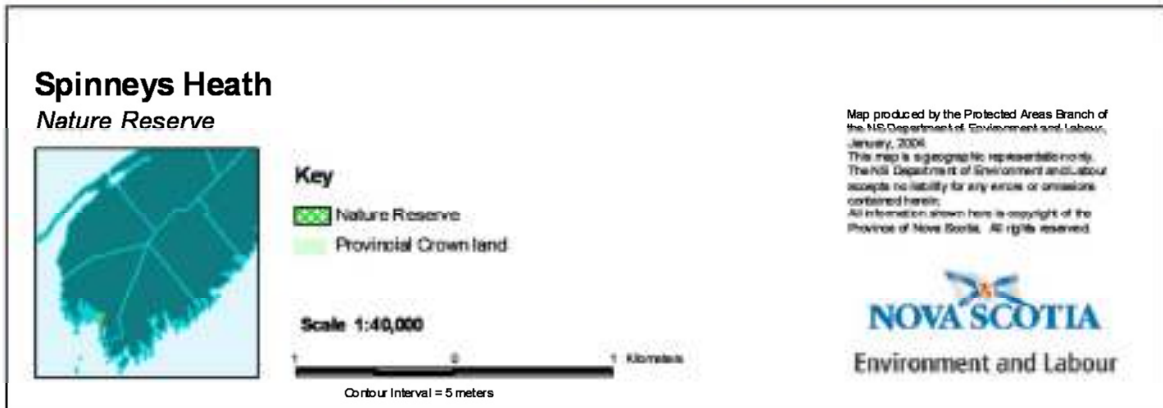 Spinneys Heath
Nature Reserve
Key
Nature Reserve
Provincial Crown land
Scale 1:40,000
1 0 1 Kilometers
Contour Interval = 5 meters
Map produced by the Protected Areas Branch of
the NS Department of Environment and Labour,
January, 2004.
This map is a geographic representation only.
The NS Department of Environment and Labour
accepts no liability for any errors or omissions
contained herein.
All information shown here is copyright of the
Province of Nova Scotia. All rights reserved.
NOVA SCOTIA
Environment and Labour